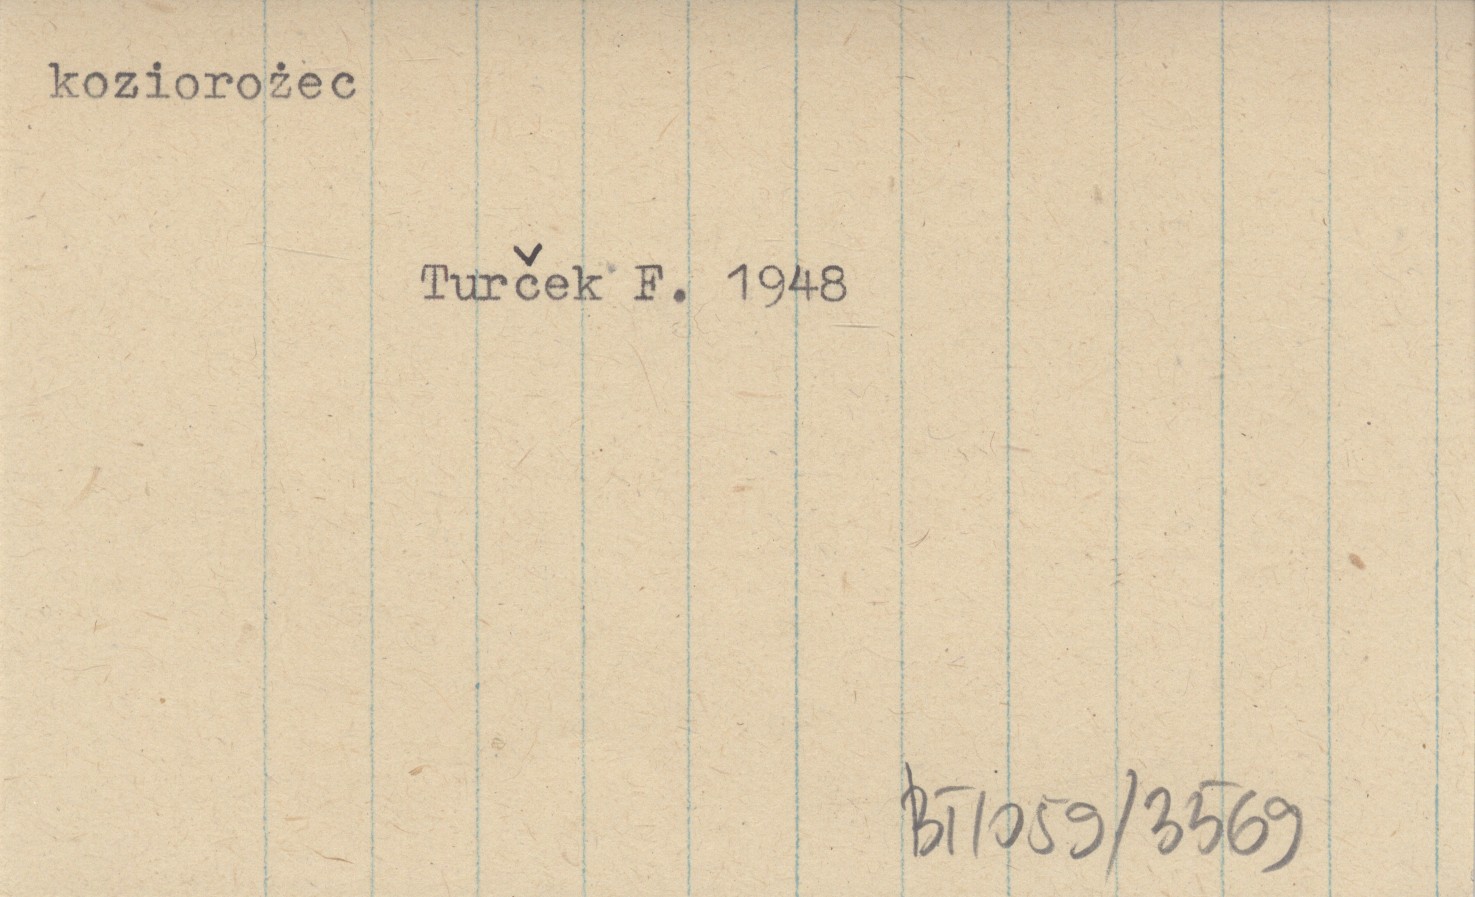 koziorożec
Turček F. 1948
BT1059/3569